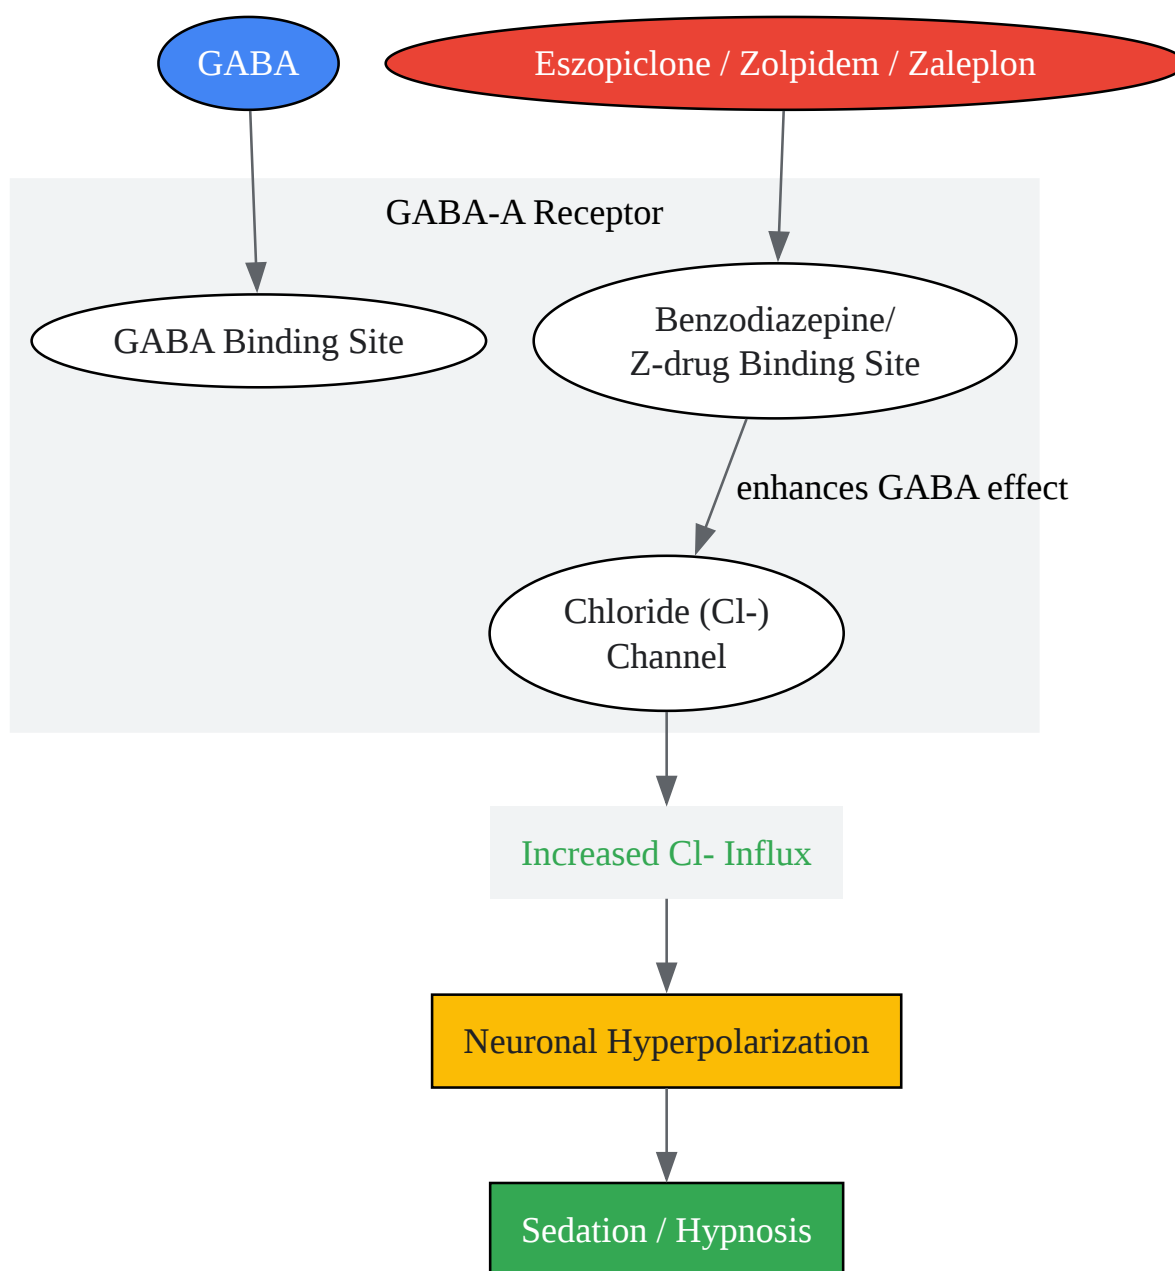 GABA
Eszopiclone / Zolpidem / Zaleplon
GABA-A Receptor
GABA Binding Site
Benzodiazepine/
Z-drug Binding Site
enhances GABA effect
Chloride (Cl-)
Channel
Increased Cl- Influx
Neuronal Hyperpolarization
Sedation / Hypnosis